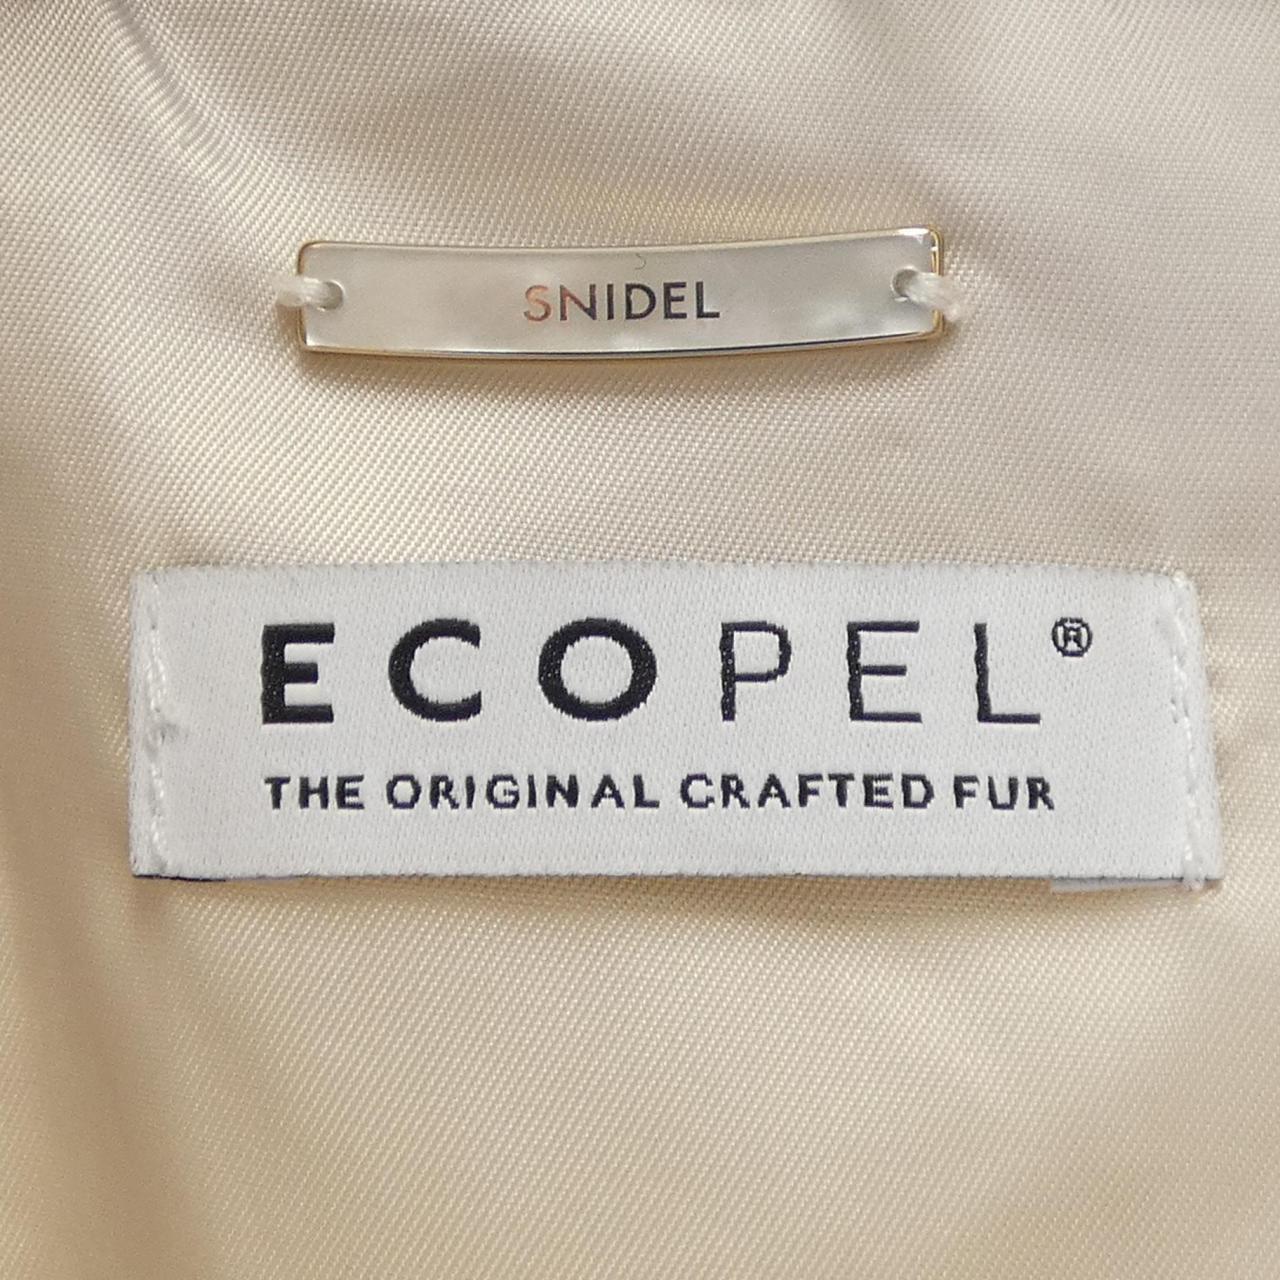 SNIDEL
ECOPEL®
THE ORIGINAL CRAFTED FUR